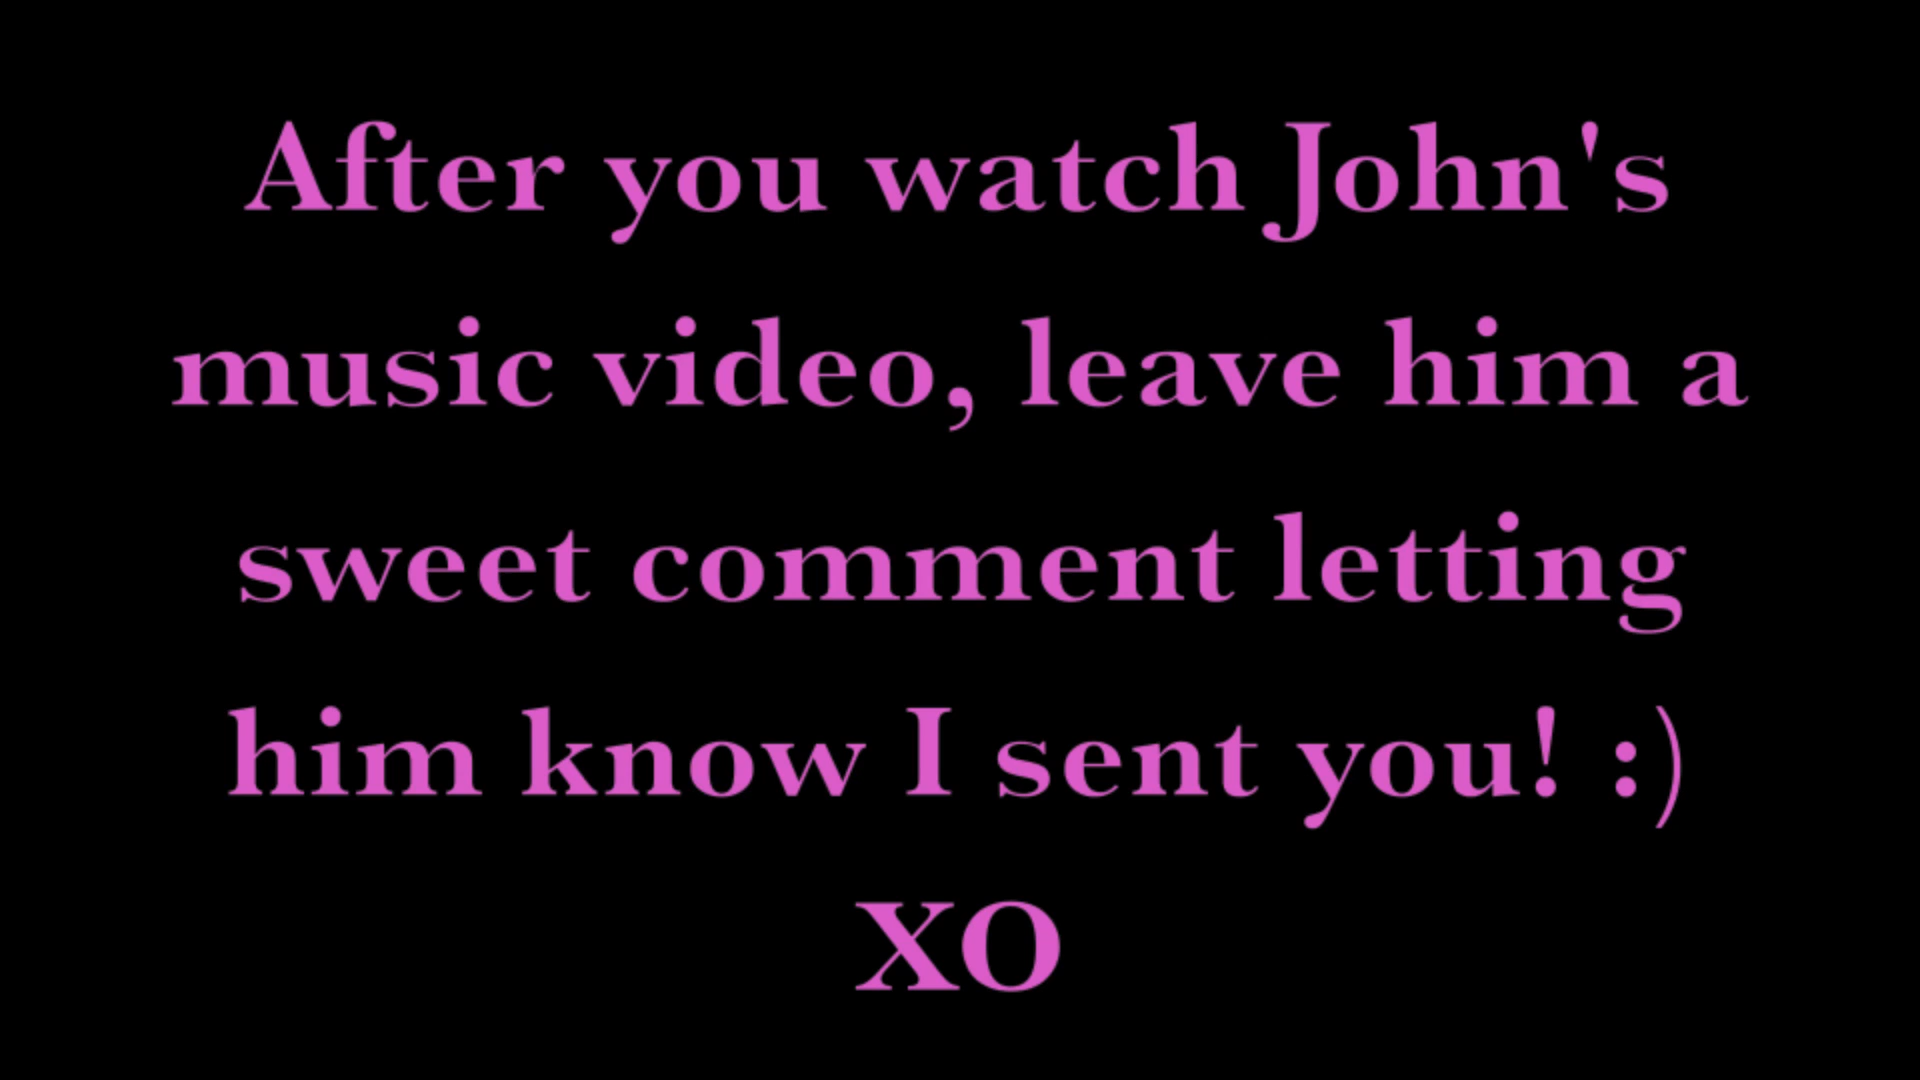 After you watch John's
music video, leave him a
sweet comment letting
him know I sent you! :)
XO